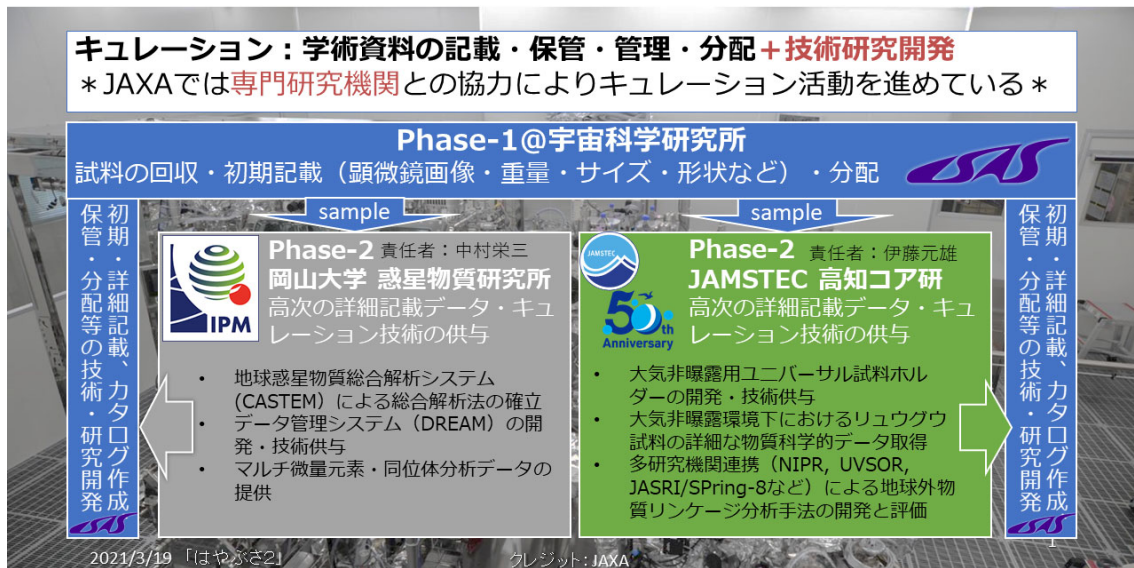 キュレーション：学術資料の記載・保管・管理・分配＋技術研究開発
＊JAXAでは専門研究機関との協力によりキュレーション活動を進めている＊
Phase-1@宇宙科学研究所
試料の回収・初期記載（顕微鏡画像・重量・サイズ・形状など）・分配
ISAS
初期・詳細記載、カタログ作成
保管・分配等の技術・研究開発
ISAS
sample
IPM
Phase-2 責任者：中村栄三
岡山大学 惑星物質研究所
高次の詳細記載データ・キュ
レーション技術の供与
• 地球惑星物質総合解析システム
(CASTEM）による総合解析法の確立
• データ管理システム（DREAM）の開
発・技術供与
• マルチ微量元素・同位体分析データの
提供
sample
JAMSTEC
50th
Anniversary
Phase-2 責任者：伊藤元雄
JAMSTEC 高知コア研
高次の詳細記載データ・キュ
レーション技術の供与
• 大気非曝露用ユニバーサル試料ホル
ダーの開発・技術供与
• 大気非曝露環境下におけるリュウグウ
試料の詳細な物質科学的データ取得
• 多研究機関連携（NIPR, UVSOR,
JASRI/SPring-8など）による地球外物
質リンケージ分析手法の開発と評価
初期・詳細記載、カタログ作成
保管・分配等の技術・研究開発
ISAS
2021/3/19 「はやぶさ2」
クレジット：JAXA
1